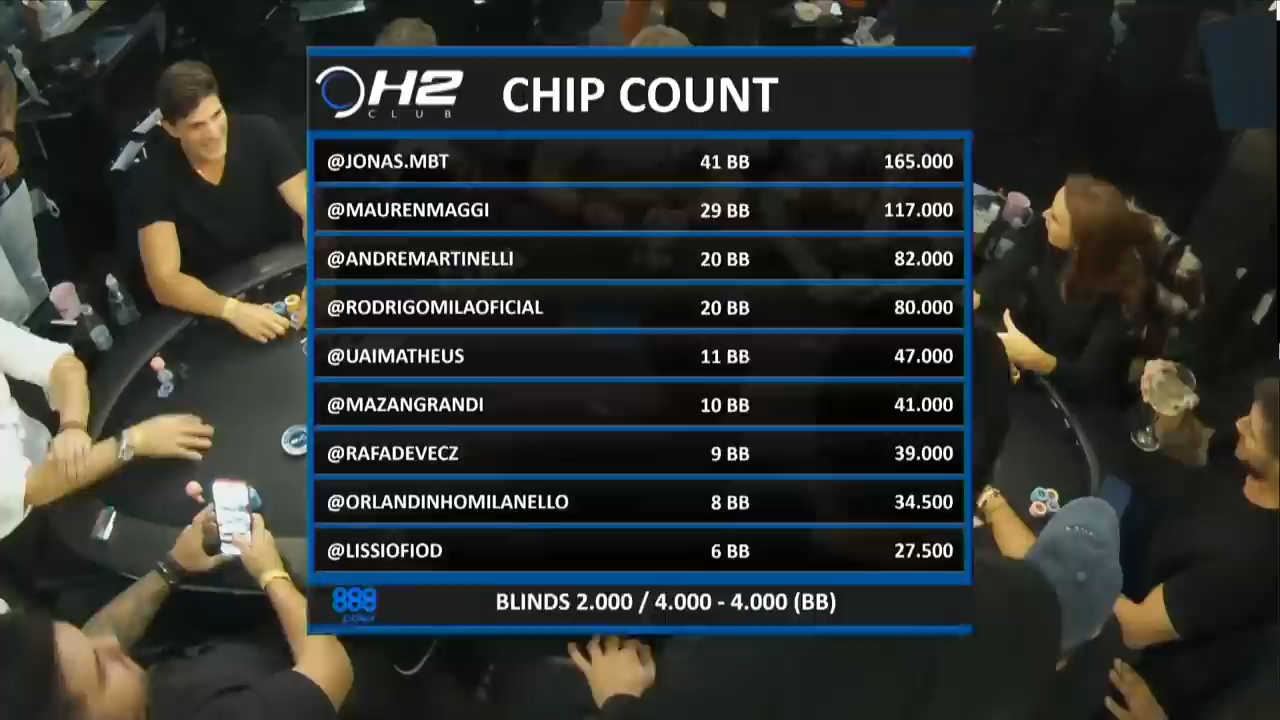 H2 CLUB
CHIP COUNT
@JONAS.MBT 41 BB 165.000
@MAURENMAGGI 29 BB 117.000
@ANDREMARTINELLI 20 BB 82.000
@RODRIGOMILAOFICIAL 20 BB 80.000
@UAIMATHEUS 11 BB 47.000
@MAZANGRANDI 10 BB 41.000
@RAFADEVECZ 9 BB 39.000
@ORLANDINHOMILANELLO 8 BB 34.500
@LISSIOFIOD 6 BB 27.500
888 poker
BLINDS 2.000 / 4.000 - 4.000 (BB)